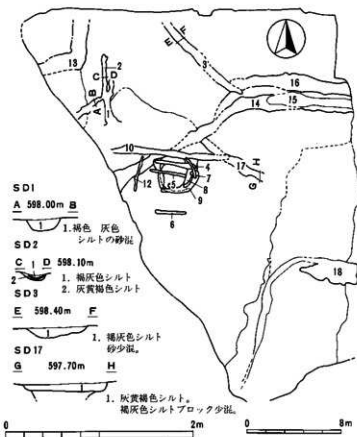 E F
3
2
13
C D
B
A
16
14 15
10
17 H
G
4
7
5
8
12
9
6
18
SD1
A 598.00m B
1
1. 褐色 灰色
シルトの砂混
SD2
C 1 D 598.10m
2
1. 褐灰色シルト
2. 灰黄褐色シルト
SD3
E 598.40m F
1
1. 褐灰色シルト
砂少混。
SD17
G 597.70m H
1. 灰黄褐色シルト。
褐灰色シルトブロック少混。
0 2m
0 8m